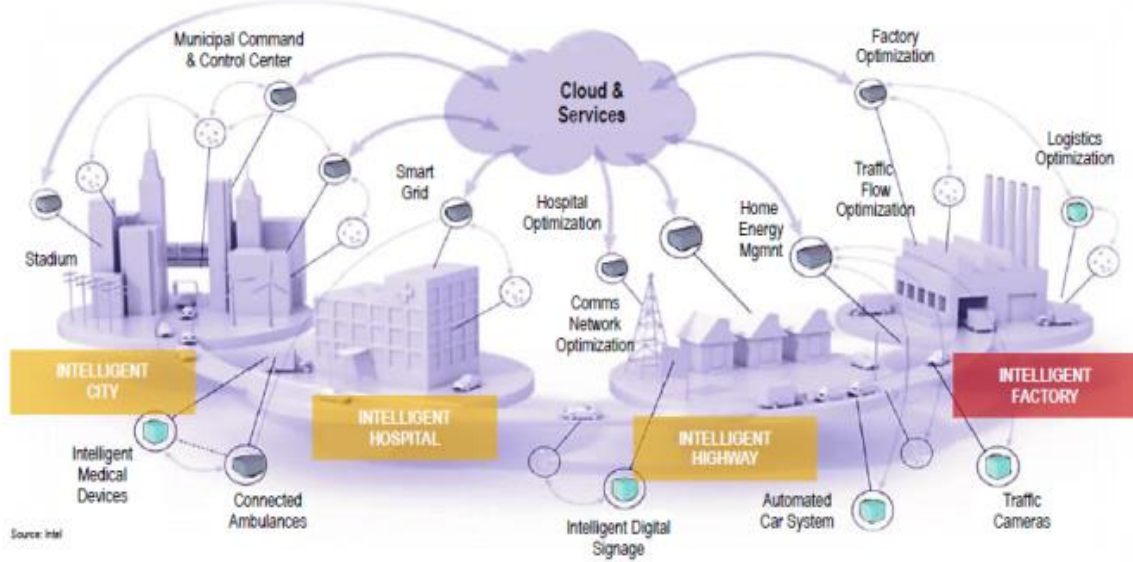 Municipal Command
& Control Center
Cloud &
Services
Factory
Optimization
Logistics
Optimization
Smart
Grid
Hospital
Optimization
Home
Energy
Mgmnt
Traffic
Flow
Optimization
Stadium
Comms
Network
Optimization
INTELLIGENT
CITY
INTELLIGENT
HOSPITAL
INTELLIGENT
HIGHWAY
INTELLIGENT
FACTORY
Intelligent
Medical
Devices
Connected
Ambulances
Intelligent Digital
Signage
Automated
Car System
Traffic
Cameras
Source: Intel